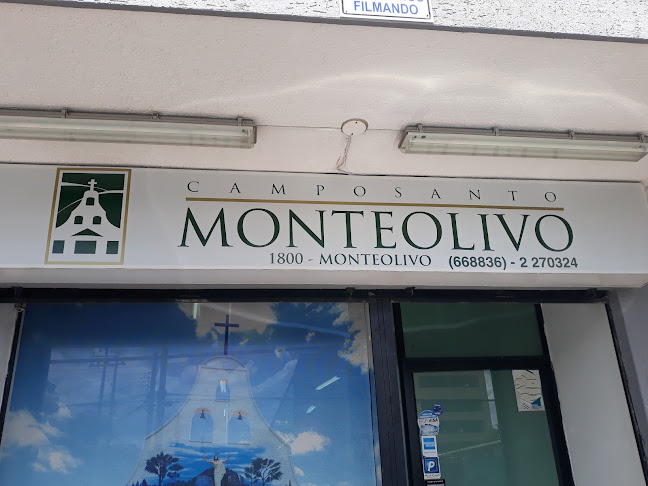 FILMANDO
CAMPOSANTO
MONTEOLIVO
1800 - MONTEOLIVO (668836) - 2 270324